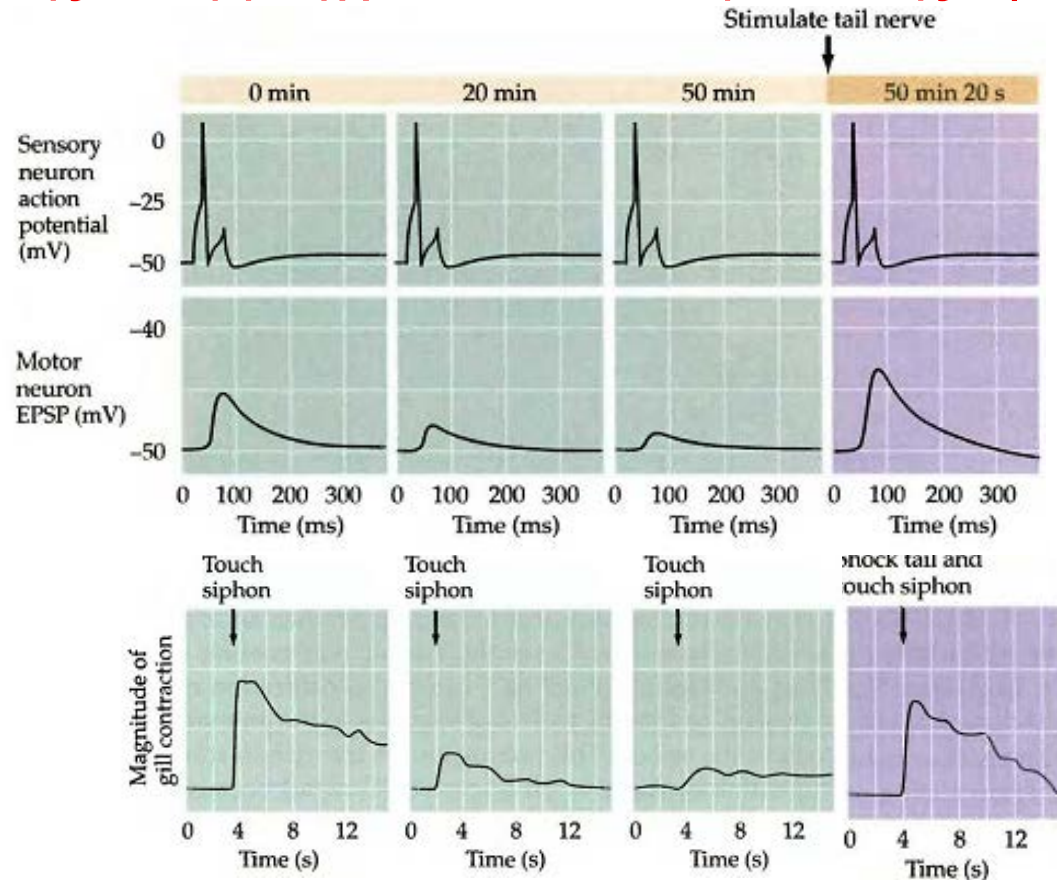 Stimulate tail nerve
0 min 20 min 50 min 50 min 20 s
Sensory
neuron
action
potential
(mV)
0
–25
–50
Motor
neuron
EPSP (mV)
–40
–50
0 100 200 300 0 100 200 300 0 100 200 300 0 100 200 300
Time (ms) Time (ms) Time (ms) Time (ms)
Touch
siphon
Touch
siphon
Touch
siphon
tail and
touch siphon
Magnitude of
gill contraction
0 4 8 12 0 4 8 12 0 4 8 12 0 4 8 12
Time (s) Time (s) Time (s) Time (s)